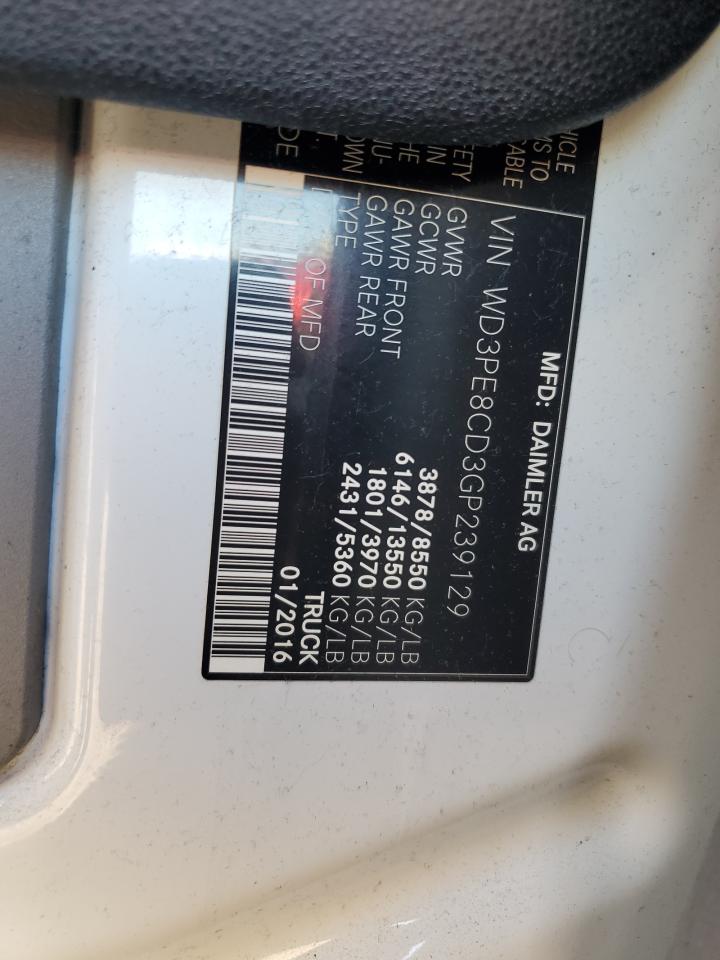 MFD: DAIMLER AG
VIN WD3PE8CD3GP239129
GVWR 3878/8550 KG/LB
GCWR 6146/13550 KG/LB
GAWR FRONT 1801/3970 KG/LB
GAWR REAR 2431/5360 KG/LB
TYPE TRUCK
OF MFD 01/2016